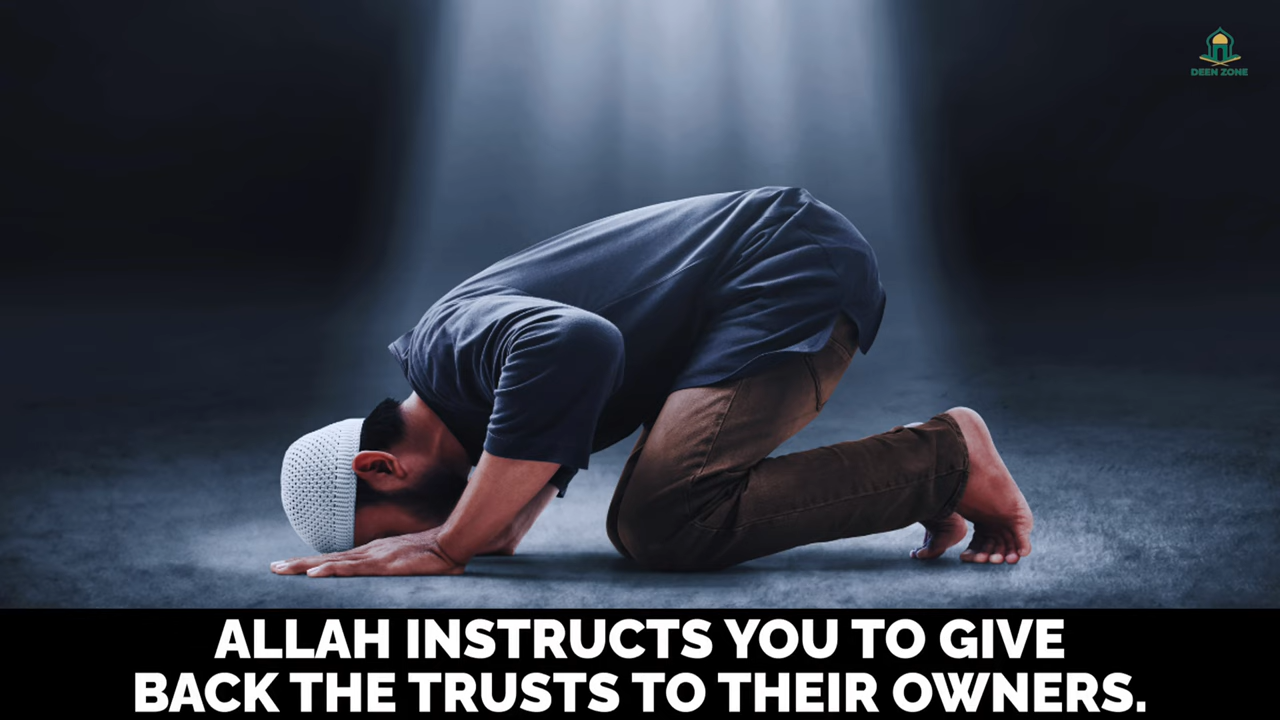 DEEN ZONE
ALLAH INSTRUCTS YOU TO GIVE
BACK THE TRUSTS TO THEIR OWNERS.